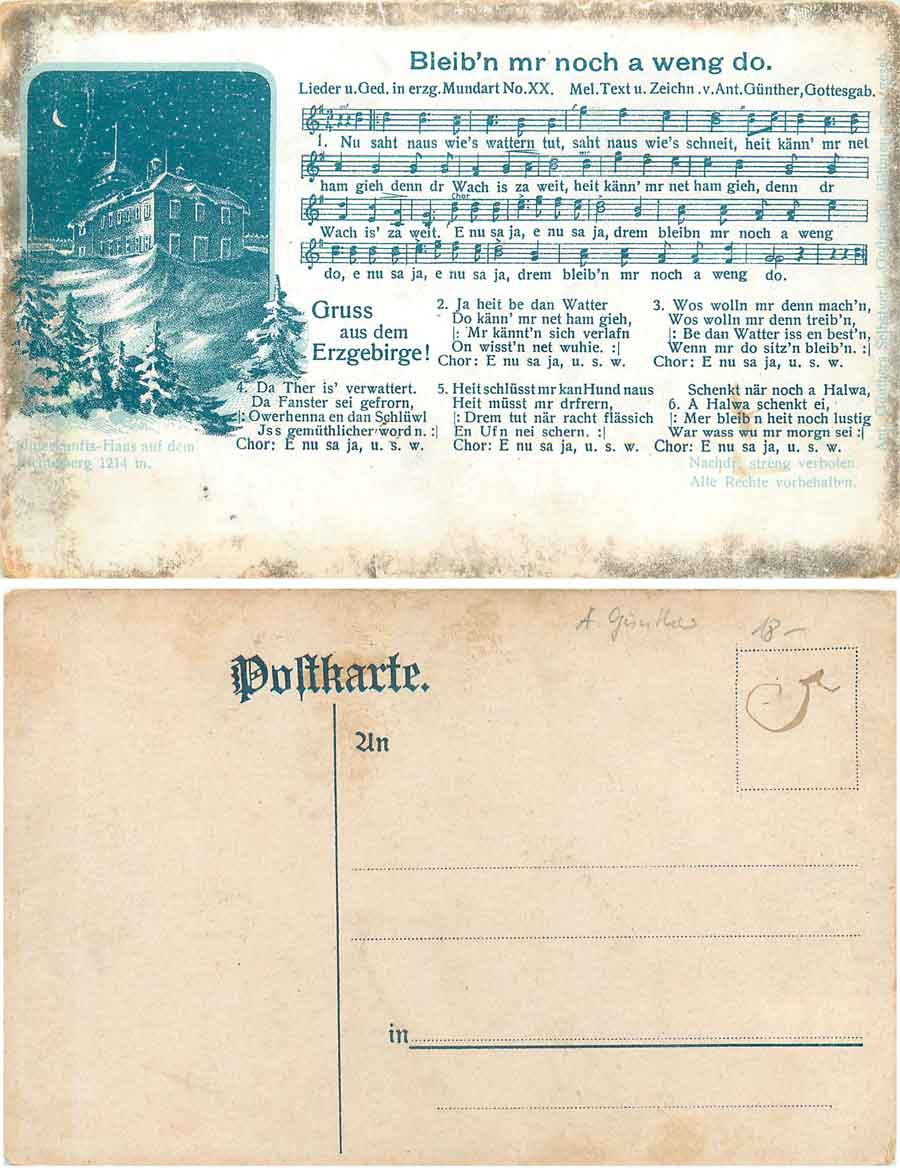 Bleib'n mr noch a weng do.
Lieder u. Ged. in erzg. Mundart No. XX. Mel. Text u. Zeichn. v. Ant. Günther, Gottesgab.
1. Nu saht naus wie's wattern tut, saht naus wie's schneit, heit känn' mr net
ham gieh denn dr Wach is za weit, heit känn' mr net ham gieh, denn dr
Chor
Wach is' za weit. E nu sa ja, e nu sa ja, drem bleibn mr noch a weng
do, e nu sa ja, e nu sa ja, drem bleib'n mr noch a weng do.
Gruss
aus dem
Erzgebirge!
2. Ja heit be dan Watter
Do känn' mr net ham gieh,
|: Mr kännt'n sich verlafn
On wisst'n net wuhie. :|
Chor: E nu sa ja, u. s. w.
3. Wos wolln mr denn mach'n,
Wos wolln mr denn treib'n,
|: Be dan Watter iss en best'n,
Wenn mr do sitz'n bleib'n. :|
Chor: E nu sa ja, u. s. w.
4. Da Ther is' verwattert.
Da Fanster sei gefrorn,
|: Owerhenna en dan Schlüwl
Jss gemüthlicher word'n. :|
Chor: E nu sa ja, u. s. w.
5. Heit schlüsst mr kan Hund naus
Heit müsst mr drfrern,
|: Drem tut när racht flässich
En Uf'n nei schern. :|
Chor: E nu sa ja, u. s. w.
Schenkt när noch a Halwa,
6. A Halwa schenkt ei,
|: Mer bleib'n heit noch lustig
War wass wu mr morgn sei :|
Chor: E nu sa ja, u. s. w.
Unterkunfts-Haus auf dem
1214 m.
Nachdr. streng verboten.
Alle Rechte vorbehalten.
A. Günther
18-
Postkarte.
An
in